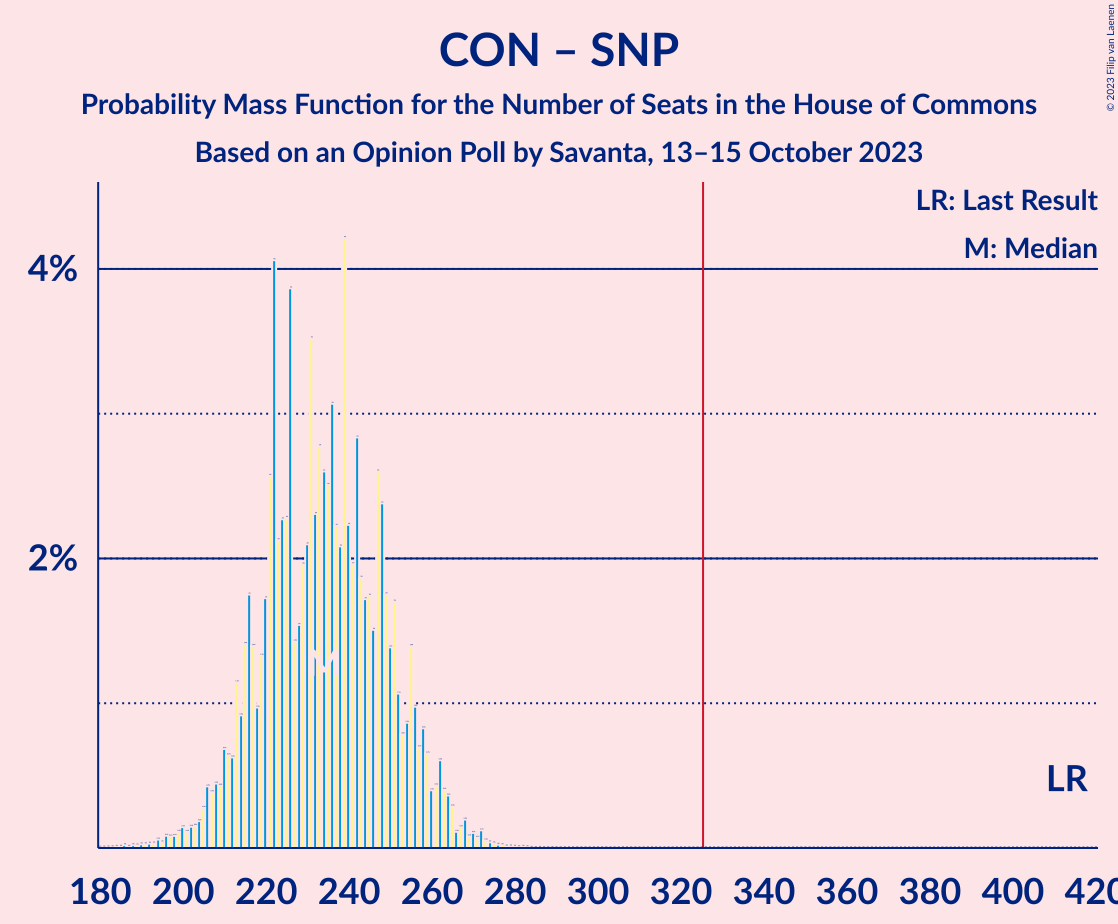 CON – SNP
Probability Mass Function for the Number of Seats in the House of Commons
Based on an Opinion Poll by Savanta, 13–15 October 2023
© 2023 Filip van Laenen
LR: Last Result
M: Median
4%
2%
M
LR
180 200 220 240 260 280 300 320 340 360 380 400 420